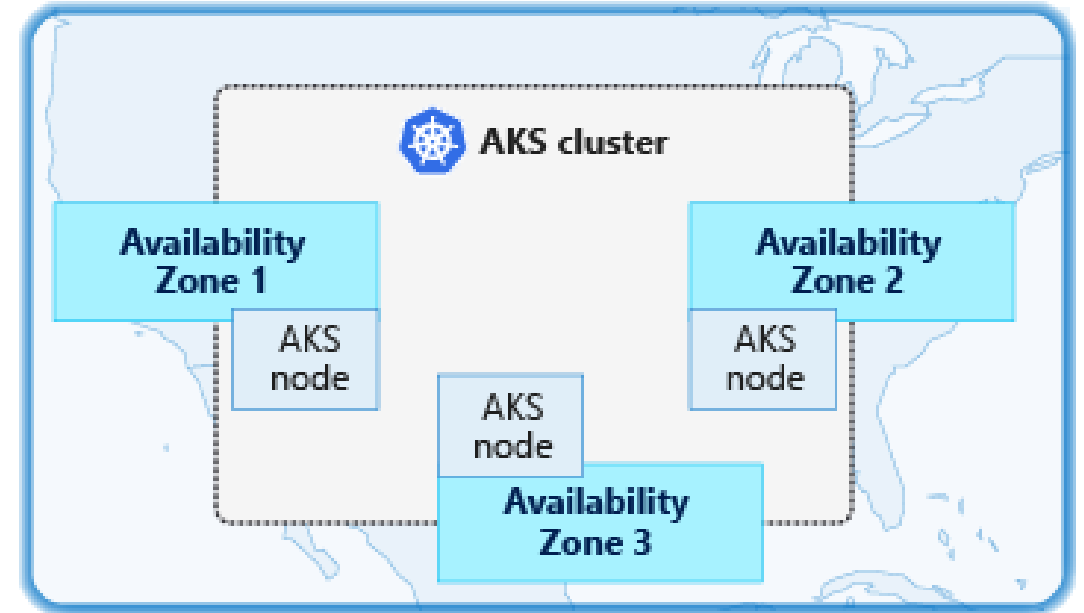 AKS cluster
Availability
Zone 1
AKS
node
Availability
Zone 2
AKS
node
AKS
node
Availability
Zone 3